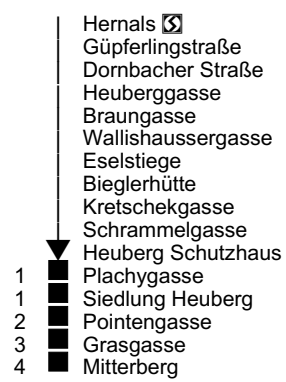 Hernals S
Güpferlingstraße
Dornbacher Straße
Heuberggasse
Braungasse
Wallishaussergasse
Eselstiege
Bieglerhütte
Kretschekgasse
Schrammelgasse
Heuberg Schutzhaus
1 Plachygasse
1 Siedlung Heuberg
2 Pointengasse
3 Grasgasse
4 Mitterberg